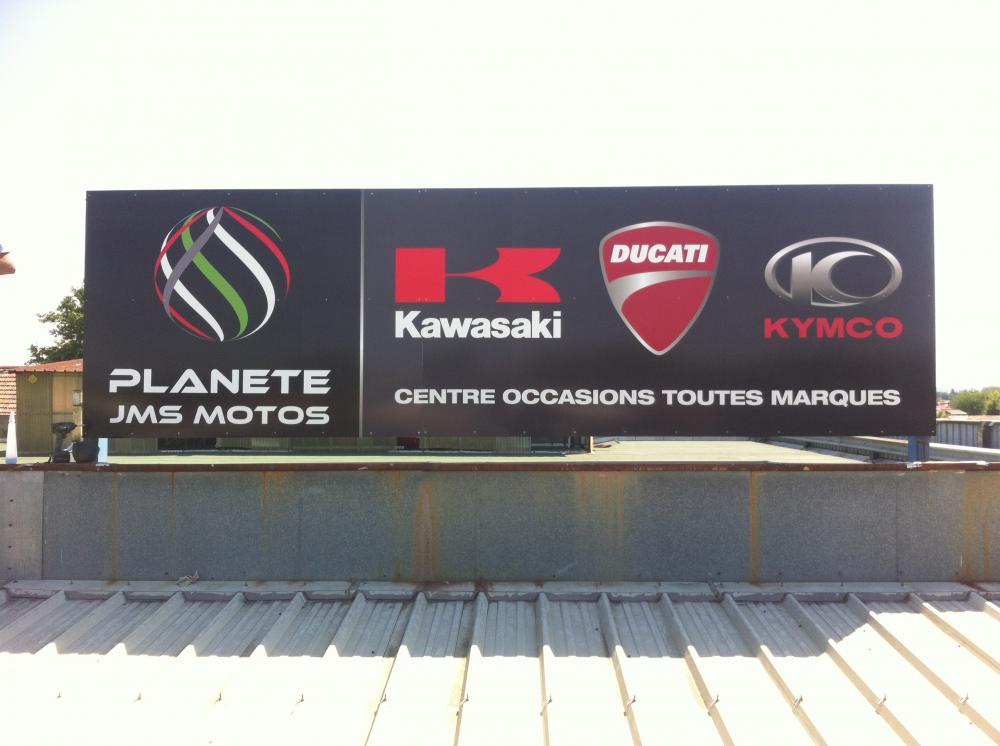 PLANETE
JMS MOTOS
Kawasaki
DUCATI
KYMCO
CENTRE OCCASIONS TOUTES MARQUES